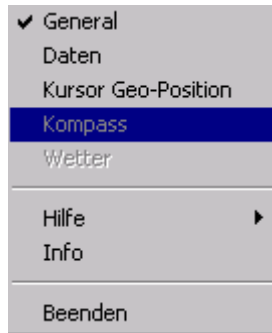 General
Daten
Kursor Geo-Position
Kompass
Wetter
Hilfe
Info
Beenden